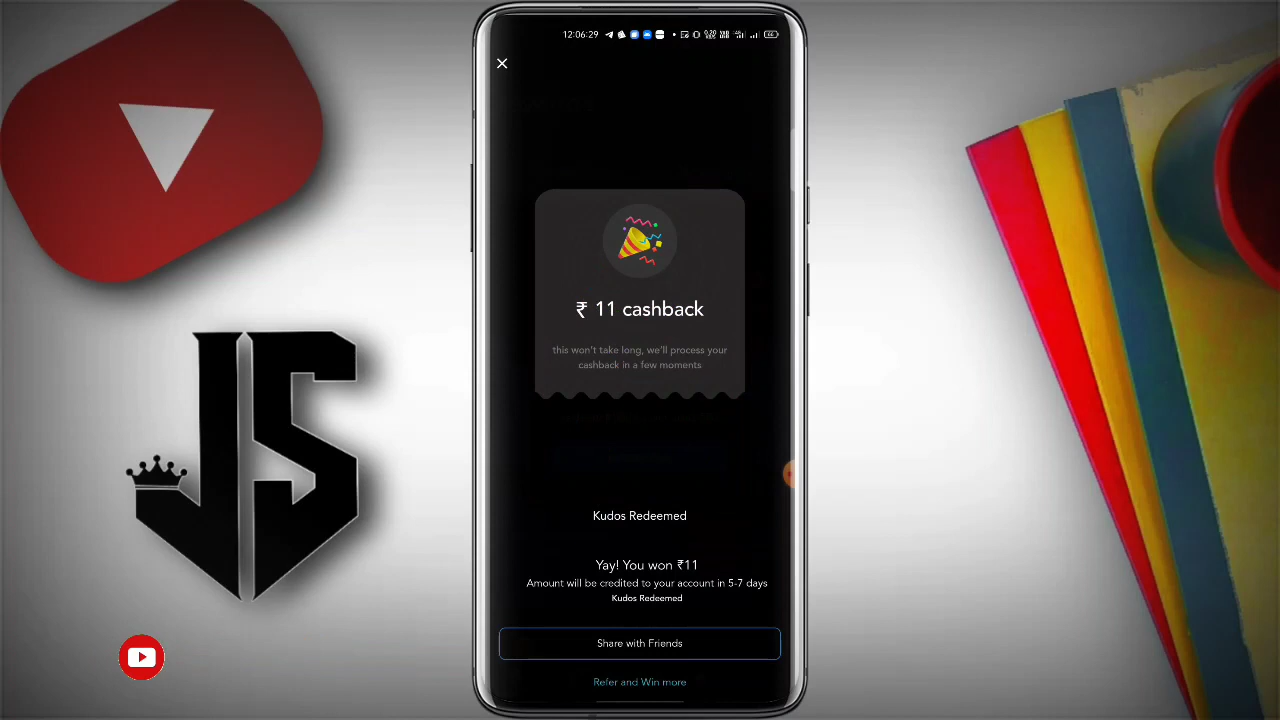 12:06:29
₹ 11 cashback
this won't take long, we'll process your
cashback in a few moments
Kudos Redeemed
Yay! You won ₹11
Amount will be credited to your account in 5-7 days
Kudos Redeemed
Share with Friends
Refer and Win more
JS